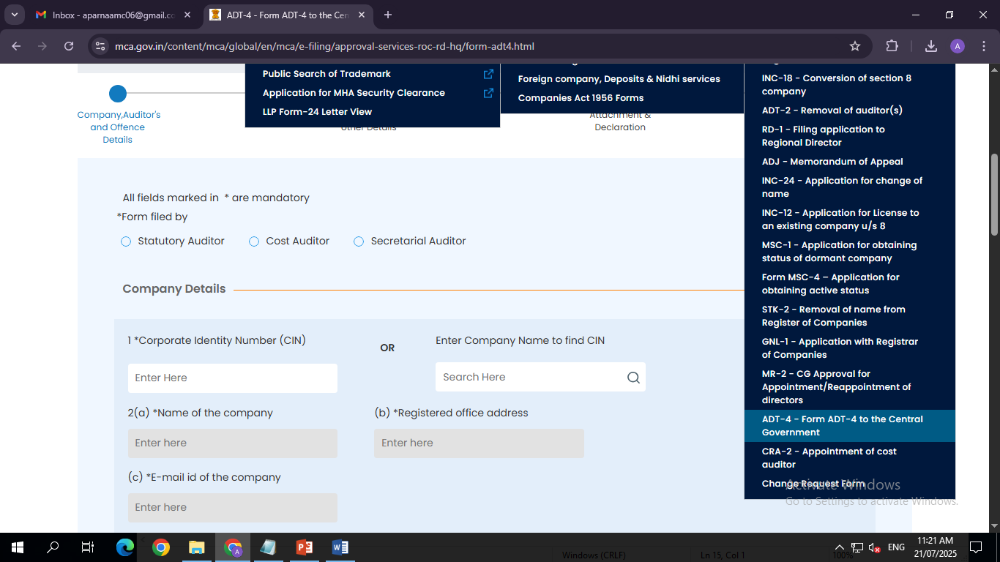 Inbox - aparnaamc06@gmail.co
ADT-4 - Form ADT-4 to the Cen
mca.gov.in/content/mca/global/en/mca/e-filing/approval-services-roc-rd-hq/form-adt4.html
A
Company,Auditor's
and Offence
Details
Public Search of Trademark
Application for MHA Security Clearance
LLP Form-24 Letter View
other Details
Foreign company, Deposits & Nidhi services
Companies Act 1956 Forms
Attachment &
Declaration
INC-18 - Conversion of section 8
company
ADT-2 - Removal of auditor(s)
RD-1 - Filing application to
Regional Director
ADJ - Memorandum of Appeal
INC-24 - Application for change of
name
INC-12 - Application for License to
an existing company u/s 8
MSC-1 - Application for obtaining
status of dormant company
Form MSC-4 – Application for
obtaining active status
STK-2 - Removal of name from
Register of Companies
GNL-1 - Application with Registrar
of Companies
MR-2 - CG Approval for
Appointment/Reappointment of
directors
ADT-4 - Form ADT-4 to the Central
Government
CRA-2 - Appointment of cost
auditor
Change Request Form
All fields marked in * are mandatory
*Form filed by
Statutory Auditor
Cost Auditor
Secretarial Auditor
Company Details
1 *Corporate Identity Number (CIN)
OR
Enter Company Name to find CIN
Enter Here
Search Here
2(a) *Name of the company
(b) *Registered office address
Enter here
Enter here
(c) *E-mail id of the company
Enter here
Activate Windows
Go to Settings to activate Windows.
Windows (CRLF)
Ln 15, Col 1
100%
A
ENG
11:21 AM
21/07/2025